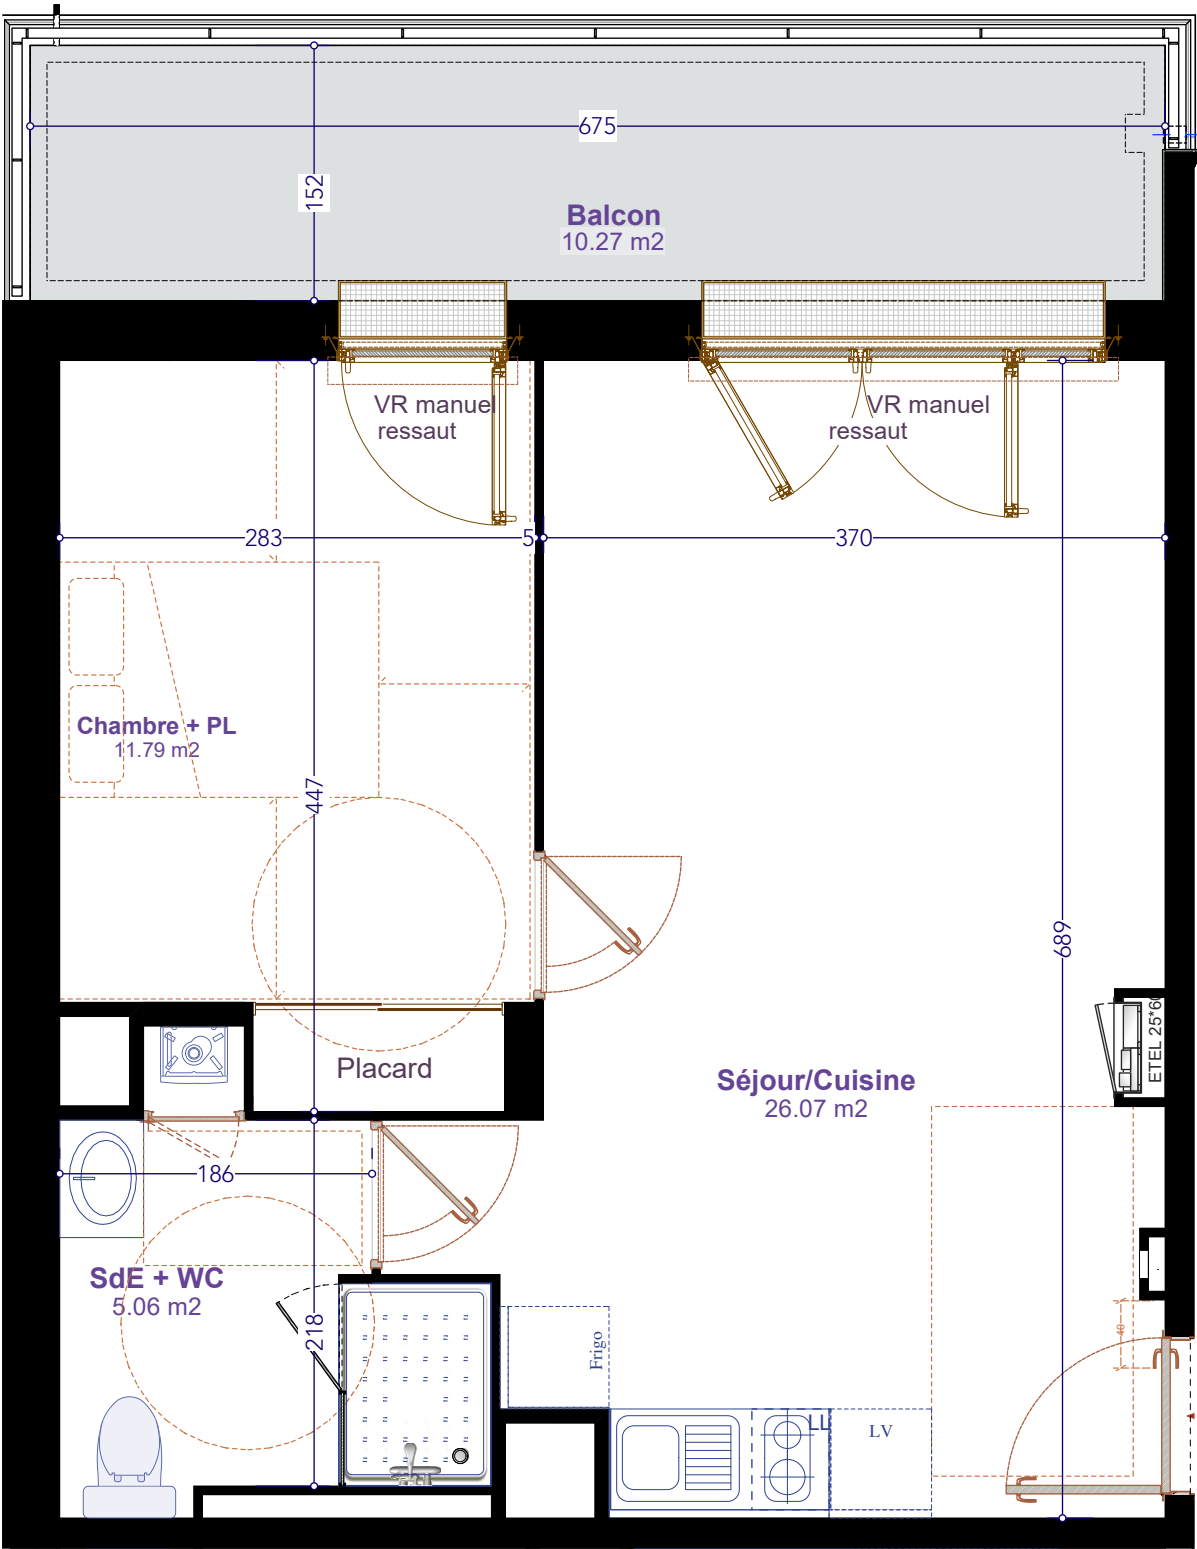 675
152
Balcon
10.27 m2
VR manuel
ressaut
VR manuel
ressaut
283
5
370
Chambre + PL
11.79 m2
447
689
ETEL 25*60
Placard
Séjour/Cuisine
26.07 m2
186
SdE + WC
5.06 m2
218
Frigo
40
LL
LV